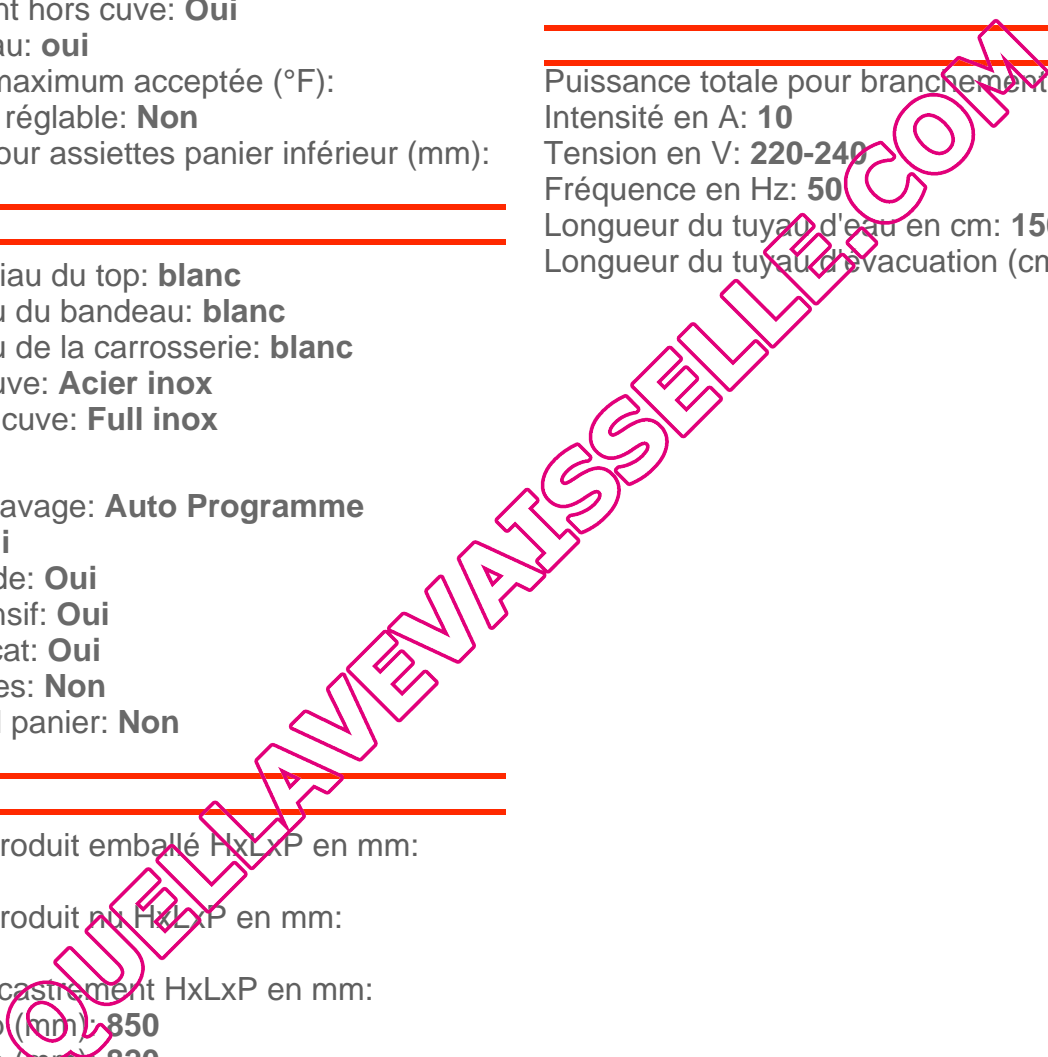 nt hors cuve: Oui
au: oui
maximum acceptée (°F):
réglable: Non
our assiettes panier inférieur (mm):
iau du top: blanc
u du bandeau: blanc
u de la carrosserie: blanc
uve: Acier inox
cuve: Full inox
avage: Auto Programme
i
de: Oui
nsif: Oui
cat: Oui
es: Non
l panier: Non
roduit emballé HxLxP en mm:
roduit nu HxLxP en mm:
castrement HxLxP en mm:
(mm): 850
(mm): 820
Puissance totale pour branchement
Intensité en A: 10
Tension en V: 220-240
Fréquence en Hz: 50
Longueur du tuyau d'eau en cm: 150
Longueur du tuyau d'évacuation (cm
QUELLAVEVAISSELLE.COM